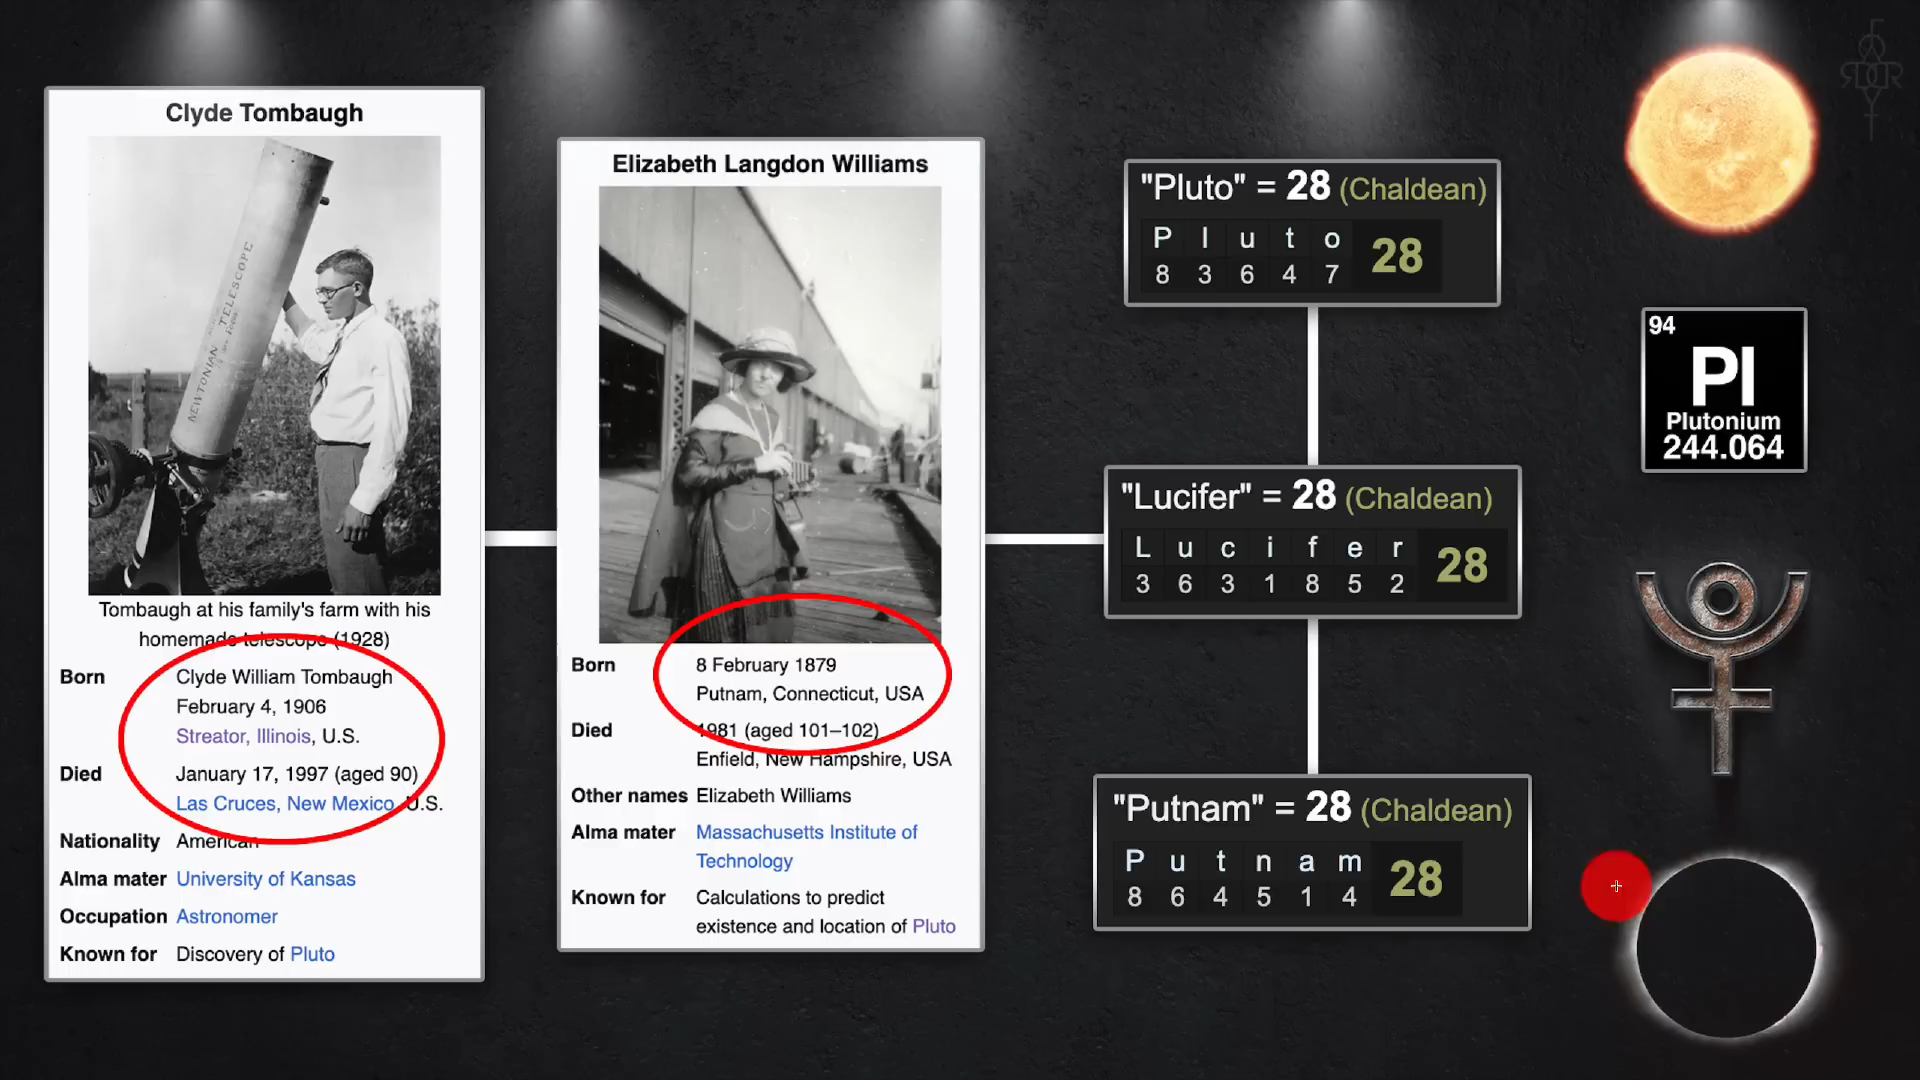 Clyde Tombaugh
NEWTONIAN TELESCOPE
Tombaugh at his family's farm with his
homemade telescope (1928)
Born Clyde William Tombaugh
February 4, 1906
Streator, Illinois, U.S.
Died January 17, 1997 (aged 90)
Las Cruces, New Mexico, U.S.
Nationality American
Alma mater University of Kansas
Occupation Astronomer
Known for Discovery of Pluto
Elizabeth Langdon Williams
Born 8 February 1879
Putnam, Connecticut, USA
Died 1981 (aged 101–102)
Enfield, New Hampshire, USA
Other names Elizabeth Williams
Alma mater Massachusetts Institute of
Technology
Known for Calculations to predict
existence and location of Pluto
"Pluto" = 28 (Chaldean)
P l u t o
8 3 6 4 7 28
"Lucifer" = 28 (Chaldean)
L u c i f e r
3 6 3 1 8 5 2 28
"Putnam" = 28 (Chaldean)
P u t n a m
8 6 4 5 1 4 28
94
Pl
Plutonium
244.064